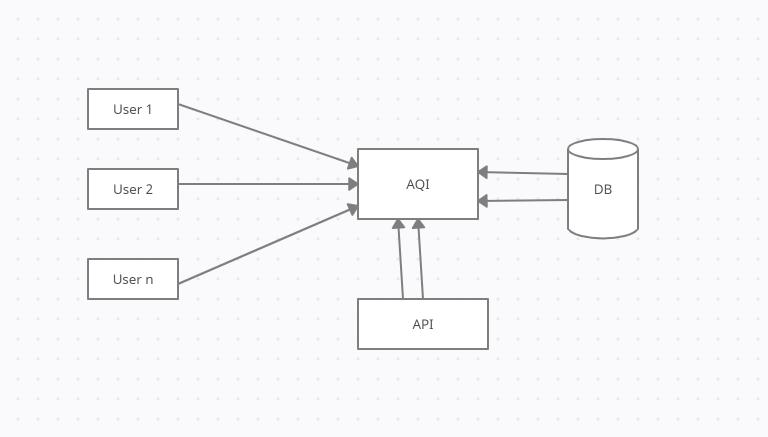 User 1
User 2
User n
AQI
DB
API